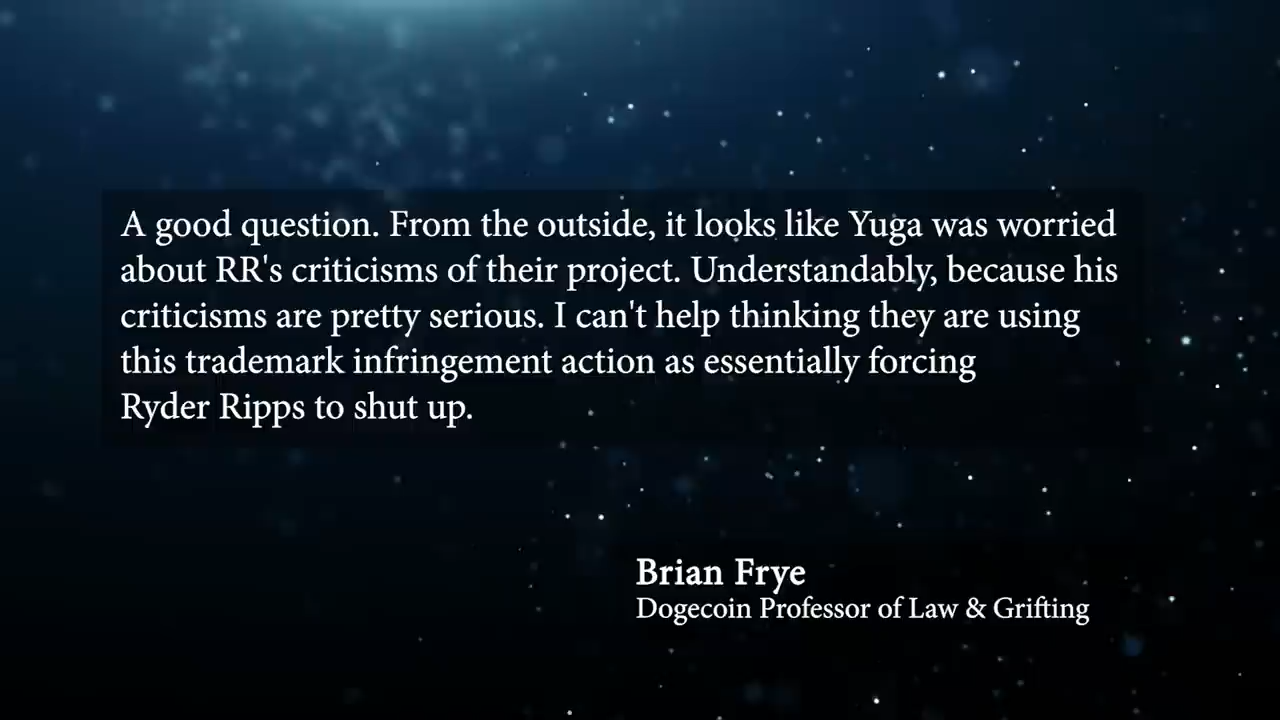 A good question. From the outside, it looks like Yuga was worried
about RR's criticisms of their project. Understandably, because his
criticisms are pretty serious. I can't help thinking they are using
this trademark infringement action as essentially forcing
Ryder Ripps to shut up.
Brian Frye
Dogecoin Professor of Law & Grifting